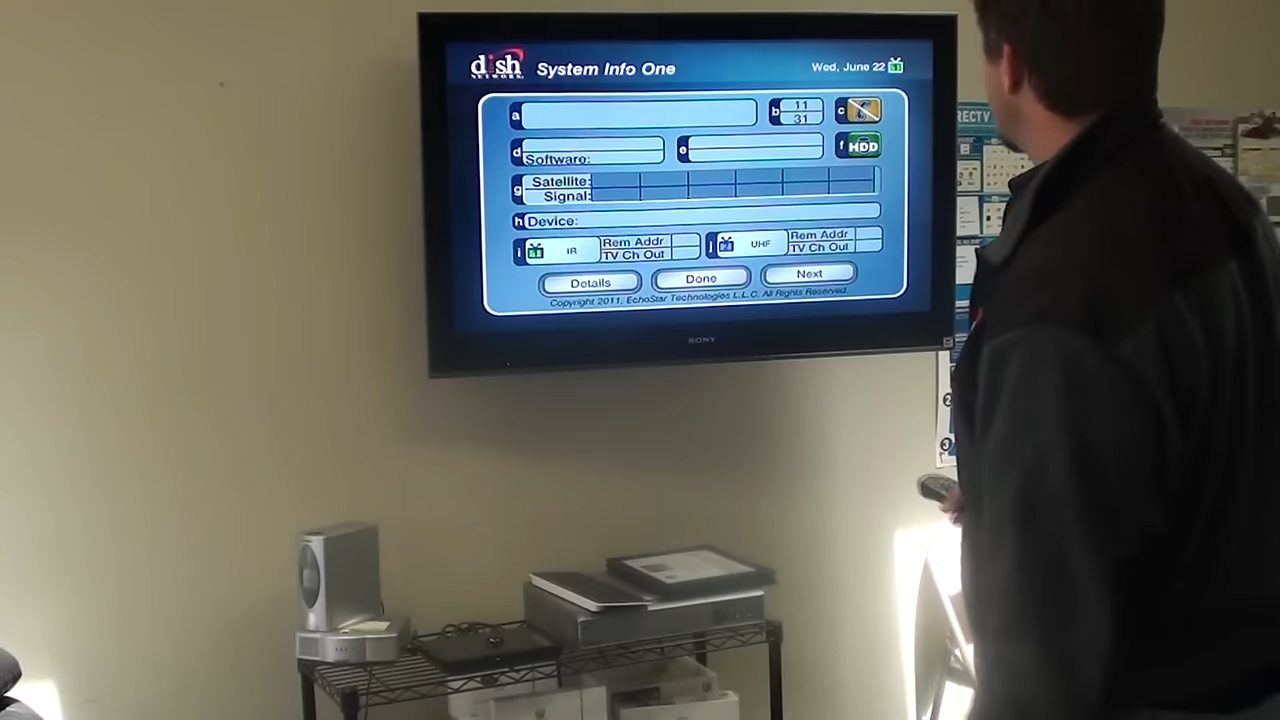 dish
NETWORK
System Info One
Wed, June 22
a
b
11
31
c
d
Software:
e
f
HDD
g
Satellite:
Signal:
h
Device:
i
IR
Rem Addr
TV Ch Out
j
UHF
Rem Addr
TV Ch Out
Details
Done
Next
Copyright 2011, EchoStar Technologies L.L.C. All Rights Reserved.
SONY
RECTV
2
3